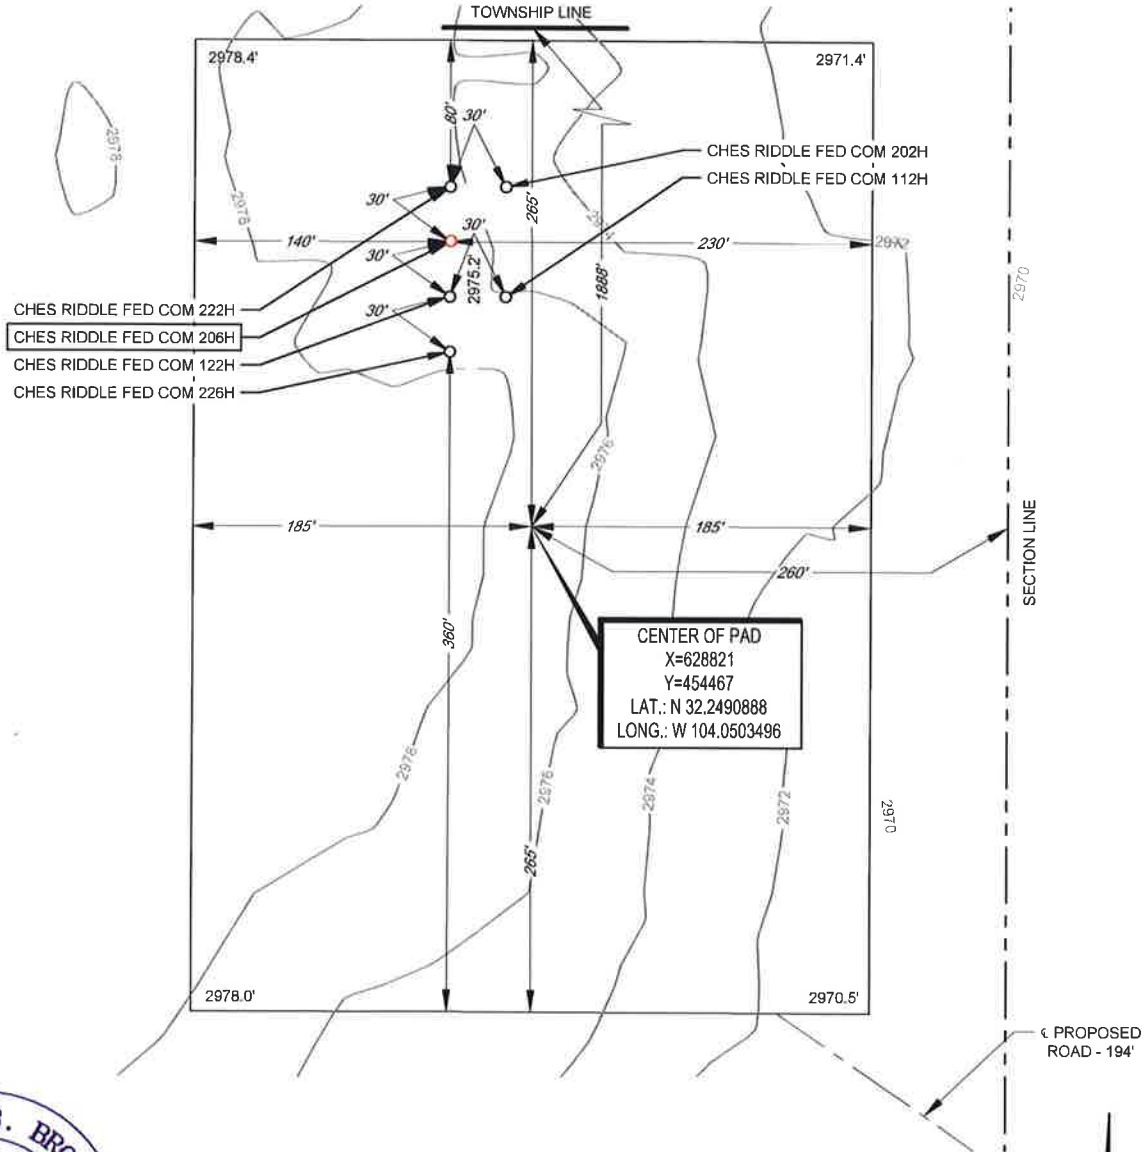 TOWNSHIP LINE
2978.4'
2971.4'
80'
30'
2978
CHES RIDDLE FED COM 202H
CHES RIDDLE FED COM 112H
2978
30'
265'
30'
2974
140'
230'
2972
30'
2975.2'
1888'
2970
CHES RIDDLE FED COM 222H
30'
CHES RIDDLE FED COM 206H
CHES RIDDLE FED COM 122H
CHES RIDDLE FED COM 226H
2976
185'
185'
SECTION LINE
260'
360'
CENTER OF PAD
X=628821
Y=454467
LAT.: N 32.2490888
LONG.: W 104.0503496
2978
2976
2974
2972
2970
265'
2978.0'
2970.5'
℄ PROPOSED
ROAD - 194'